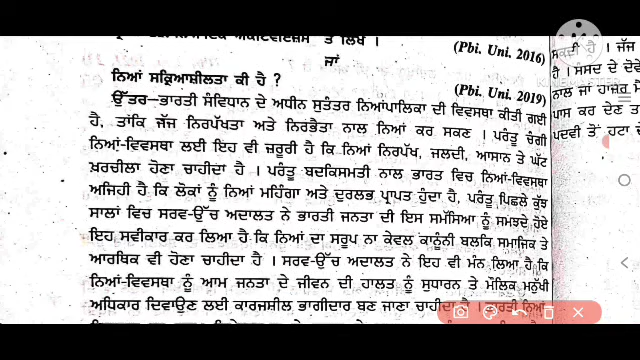 ਤੇ ਲਿਖੋ ।
(Pbi. Uni. 2016)
ਜਾਂ
ਨਿਆਂ ਸਕ੍ਰਿਆਸ਼ੀਲਤਾ ਕੀ ਹੈ ?
(Pbi. Uni. 2019)
ਉੱਤਰ—ਭਾਰਤੀ ਸੰਵਿਧਾਨ ਦੇ ਅਧੀਨ ਸੁਤੰਤਰ ਨਿਆਂਪਾਲਿਕਾ ਦੀ ਵਿਵਸਥਾ ਕੀਤੀ ਗਈ
ਹੈ, ਤਾਂਕਿ ਜੱਜ ਨਿਰਪੱਖਤਾ ਅਤੇ ਨਿਰਭੈਤਾ ਨਾਲ ਨਿਆਂ ਕਰ ਸਕਣ । ਪਰੰਤੂ ਚੰਗੀ
ਨਿਆਂ-ਵਿਵਸਥਾ ਲਈ ਇਹ ਵੀ ਜ਼ਰੂਰੀ ਹੈ ਕਿ ਨਿਆਂ ਨਿਰਪੱਖ, ਜਲਦੀ, ਆਸਾਨ ਤੇ ਘੱਟ
ਖ਼ਰਚੀਲਾ ਹੋਣਾ ਚਾਹੀਦਾ ਹੈ । ਪਰੰਤੂ ਬਦਕਿਸਮਤੀ ਨਾਲ ਭਾਰਤ ਵਿਚ ਨਿਆਂ-ਵਿਵਸਥਾ
ਅਜਿਹੀ ਹੈ ਕਿ ਲੋਕਾਂ ਨੂੰ ਨਿਆਂ ਮਹਿੰਗਾ ਅਤੇ ਦੁਰਲਭ ਪ੍ਰਾਪਤ ਹੁੰਦਾ ਹੈ, ਪਰੰਤੂ ਪਿਛਲੇ ਕੁੱਝ
ਸਾਲਾਂ ਵਿਚ ਸਰਵ-ਉੱਚ ਅਦਾਲਤ ਨੇ ਭਾਰਤੀ ਜਨਤਾ ਦੀ ਇਸ ਸਮੱਸਿਆ ਨੂੰ ਸਮਝਦੇ ਹੋਏ
ਇਹ ਸਵੀਕਾਰ ਕਰ ਲਿਆ ਹੈ ਕਿ ਨਿਆਂ ਦਾ ਸਰੂਪ ਨਾ ਕੇਵਲ ਕਾਨੂੰਨੀ ਬਲਕਿ ਸਮਾਜਿਕ ਤੇ
ਆਰਥਿਕ ਵੀ ਹੋਣਾ ਚਾਹੀਦਾ ਹੈ । ਸਰਵ-ਉੱਚ ਅਦਾਲਤ ਨੇ ਇਹ ਵੀ ਮੰਨ ਲਿਆ ਹੈ ਕਿ
ਨਿਆਂ-ਵਿਵਸਥਾ ਨੂੰ ਆਮ ਜਨਤਾ ਦੇ ਜੀਵਨ ਦੀ ਹਾਲਤ ਨੂੰ ਸੁਧਾਰਨ ਤੇ ਮੌਲਿਕ ਮਨੁੱਖੀ
ਅਧਿਕਾਰ ਦਿਵਾਉਣ ਲਈ ਕਾਰਜਸ਼ੀਲ ਭਾਗੀਦਾਰ ਬਣ ਜਾਣਾ ਚਾਹੀਦਾ ਹੈ । ਨਿਆਂ
ਸਕਦੀ ਹੈ । ਜੱਜ
ਹੈ । ਸੰਸਦ ਦੇ ਦੋਵੇਂ
ਨਾਲ ਜਾਂ ਹਾਜ਼ਰ ਮੈਂ
ਪਾਸ ਕਰ ਦੇਣ ਤ
ਪਦਵੀ ਤੋਂ ਹਟਾ ਦੇ